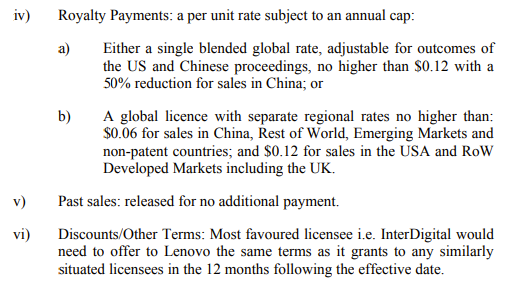 iv) Royalty Payments: a per unit rate subject to an annual cap:
a) Either a single blended global rate, adjustable for outcomes of
the US and Chinese proceedings, no higher than $0.12 with a
50% reduction for sales in China; or
b) A global licence with separate regional rates no higher than:
$0.06 for sales in China, Rest of World, Emerging Markets and
non-patent countries; and $0.12 for sales in the USA and RoW
Developed Markets including the UK.
v) Past sales: released for no additional payment.
vi) Discounts/Other Terms: Most favoured licensee i.e. InterDigital would
need to offer to Lenovo the same terms as it grants to any similarly
situated licensees in the 12 months following the effective date.